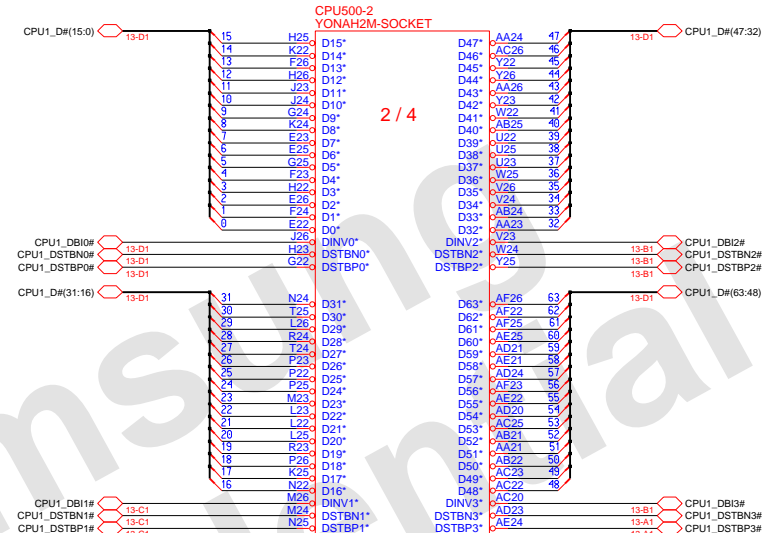 CPU500-2
YONAH2M-SOCKET
2 / 4
CPU1_D#(15:0) 13-D1
15 H25 D15*
14 K22 D14*
13 F26 D13*
12 H26 D12*
11 J23 D11*
10 J24 D10*
9 G24 D9*
8 K24 D8*
7 E23 D7*
6 E25 D6*
5 G25 D5*
4 F23 D4*
3 H22 D3*
2 E26 D2*
1 F24 D1*
0 E22 D0*
CPU1_DBI0# J26 DINV0*
CPU1_DSTBN0# 13-D1 H23 DSTBN0*
CPU1_DSTBP0# 13-D1 G22 DSTBP0*
13-D1
CPU1_D#(31:16) 13-D1
31 N24 D31*
30 T25 D30*
29 L26 D29*
28 R24 D28*
27 T24 D27*
26 P23 D26*
25 P22 D25*
24 P25 D24*
23 M23 D23*
22 L23 D22*
21 L22 D21*
20 L25 D20*
19 R23 D19*
18 P26 D18*
17 K25 D17*
16 N22 D16*
CPU1_DBI1# M26 DINV1*
CPU1_DSTBN1# 13-C1 M24 DSTBN1*
CPU1_DSTBP1# 13-C1 N25 DSTBP1*
13-C1
13-D1 CPU1_D#(47:32)
D47* AA24 47
D46* AC26 46
D45* Y22 45
D44* Y26 44
D43* AA26 43
D42* Y23 42
D41* W22 41
D40* AB25 40
D39* U22 39
D38* U25 38
D37* U23 37
D36* W25 36
D35* V26 35
D34* V24 34
D33* AB24 33
D32* AA23 32
DINV2* V23 CPU1_DBI2#
DSTBN2* W24 13-B1 CPU1_DSTBN2#
DSTBP2* Y25 13-B1 CPU1_DSTBP2#
13-B1
13-D1 CPU1_D#(63:48)
D63* AF26 63
D62* AF22 62
D61* AF25 61
D60* AE25 60
D59* AD21 59
D58* AE21 58
D57* AD24 57
D56* AF23 56
D55* AE22 55
D54* AD20 54
D53* AC25 53
D52* AB21 52
D51* AA21 51
D50* AB22 50
D49* AC23 49
D48* AC22 48
DINV3* AC20 CPU1_DBI3#
DSTBN3* AD23 13-B1 CPU1_DSTBN3#
DSTBP3* AE24 13-A1 CPU1_DSTBP3#
13-A1
msung
ential